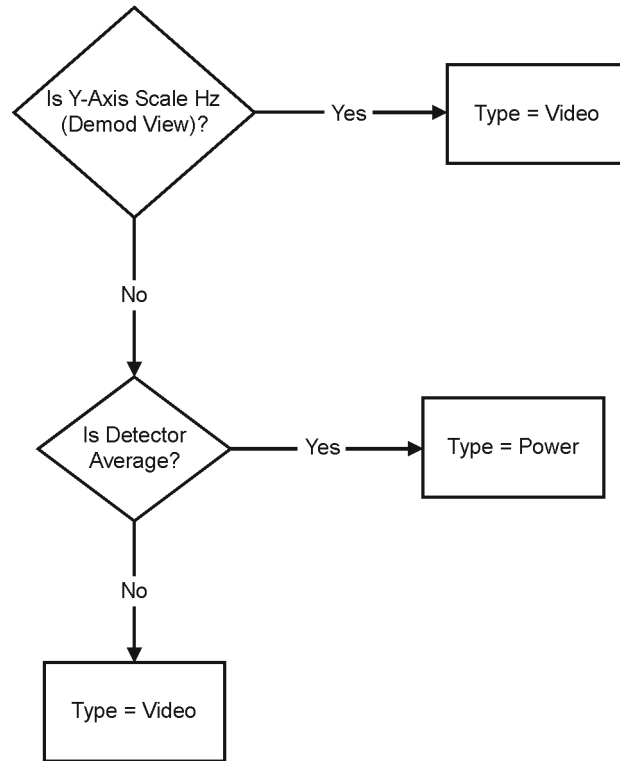 Is Y-Axis Scale Hz
(Demod View)?
Yes
Type = Video
No
Is Detector
Average?
Yes
Type = Power
No
Type = Video